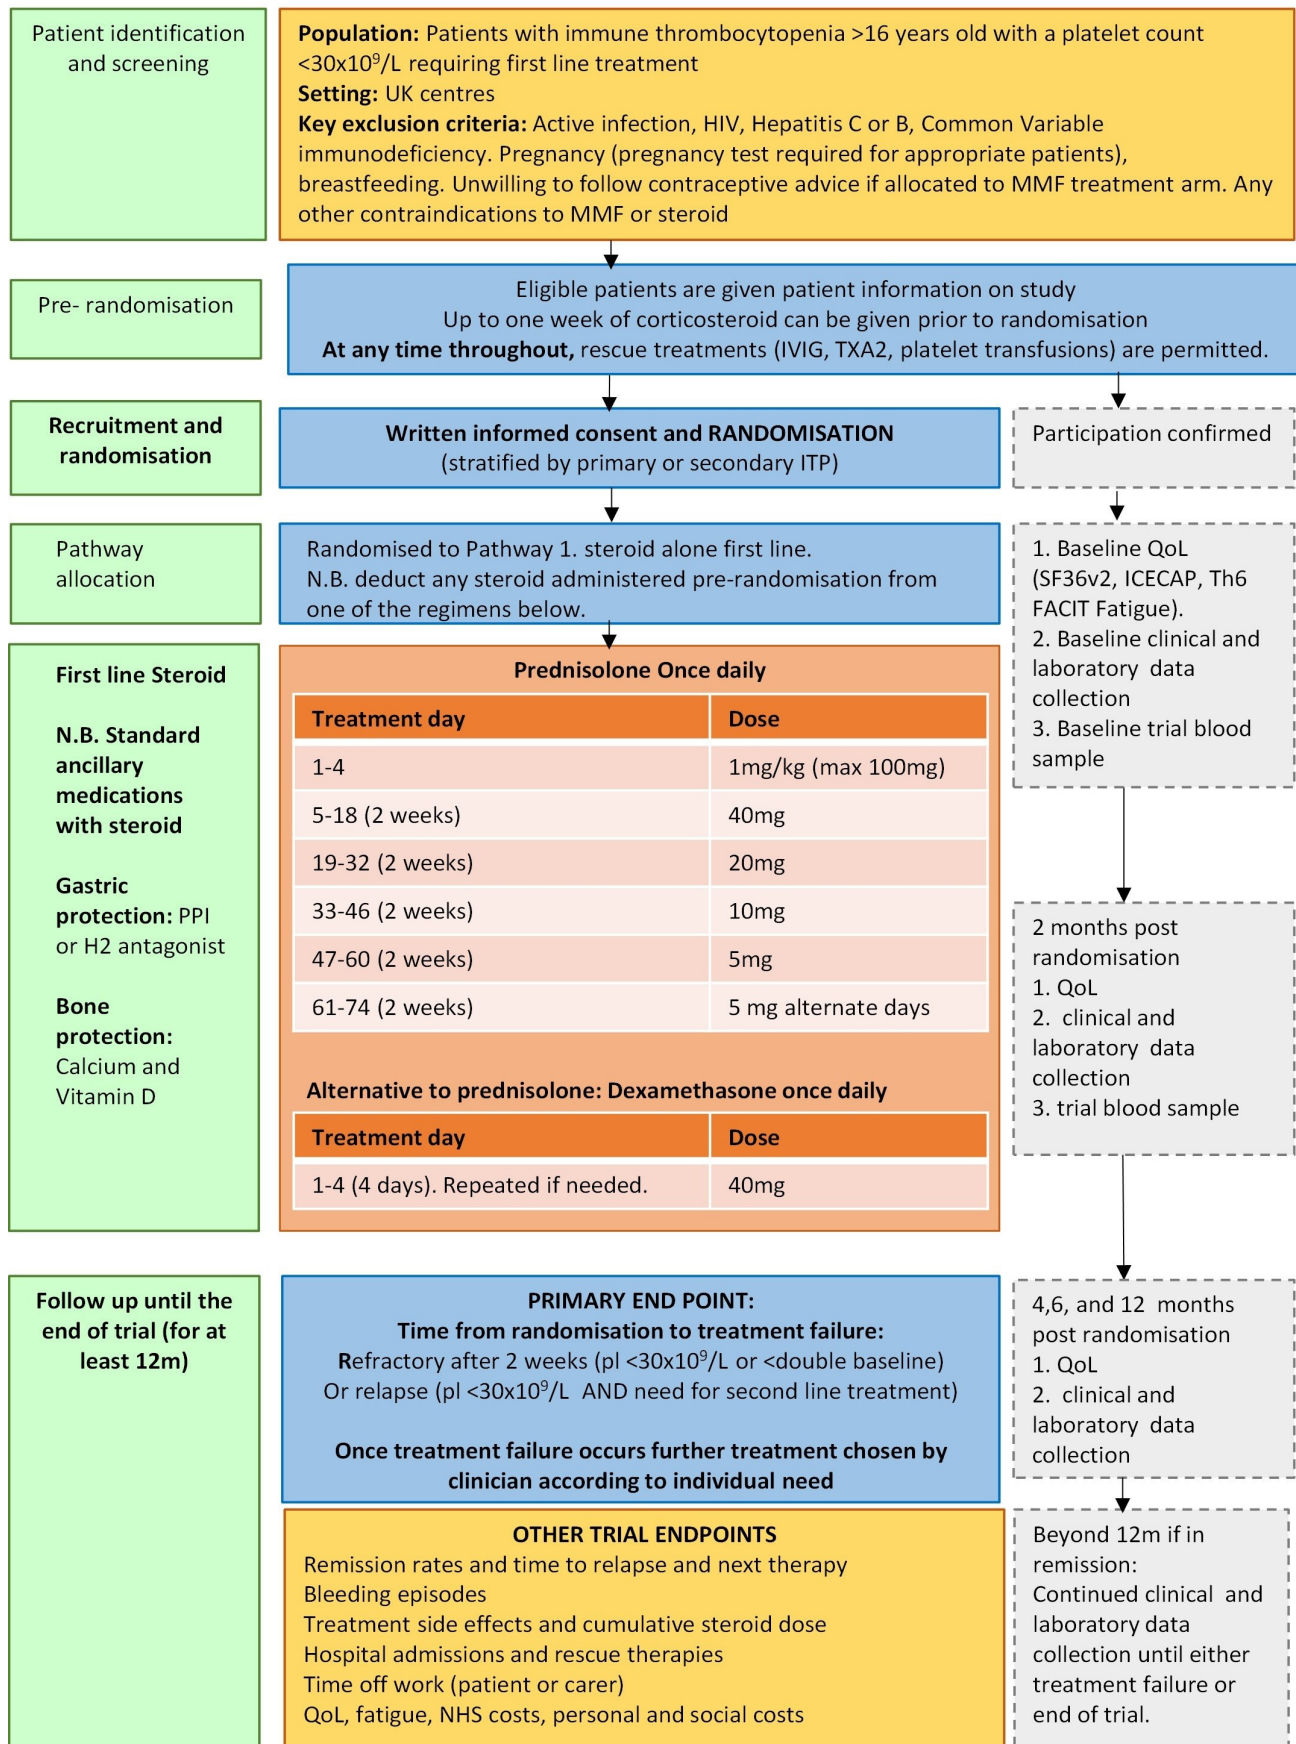 Patient identification
and screening
Population: Patients with immune thrombocytopenia >16 years old with a platelet count
<30x10⁹/L requiring first line treatment
Setting: UK centres
Key exclusion criteria: Active infection, HIV, Hepatitis C or B, Common Variable
immunodeficiency. Pregnancy (pregnancy test required for appropriate patients),
breastfeeding. Unwilling to follow contraceptive advice if allocated to MMF treatment arm. Any
other contraindications to MMF or steroid
Pre- randomisation
Eligible patients are given patient information on study
Up to one week of corticosteroid can be given prior to randomisation
At any time throughout, rescue treatments (IVIG, TXA2, platelet transfusions) are permitted.
Recruitment and
randomisation
Written informed consent and RANDOMISATION
(stratified by primary or secondary ITP)
Participation confirmed
Pathway
allocation
Randomised to Pathway 1. steroid alone first line.
N.B. deduct any steroid administered pre-randomisation from
one of the regimens below.
1. Baseline QoL
(SF36v2, ICECAP, Th6
FACIT Fatigue).
2. Baseline clinical and
laboratory data
collection
3. Baseline trial blood
sample
First line Steroid
N.B. Standard
ancillary
medications
with steroid
Gastric
protection: PPI
or H2 antagonist
Bone
protection:
Calcium and
Vitamin D
Prednisolone Once daily
Treatment day Dose
1-4 1mg/kg (max 100mg)
5-18 (2 weeks) 40mg
19-32 (2 weeks) 20mg
33-46 (2 weeks) 10mg
47-60 (2 weeks) 5mg
61-74 (2 weeks) 5 mg alternate days
Alternative to prednisolone: Dexamethasone once daily
Treatment day Dose
1-4 (4 days). Repeated if needed. 40mg
2 months post
randomisation
1. QoL
2. clinical and
laboratory data
collection
3. trial blood sample
Follow up until the
end of trial (for at
least 12m)
PRIMARY END POINT:
Time from randomisation to treatment failure:
Refractory after 2 weeks (pl <30x10⁹/L or <double baseline)
Or relapse (pl <30x10⁹/L AND need for second line treatment)
Once treatment failure occurs further treatment chosen by
clinician according to individual need
4,6, and 12 months
post randomisation
1. QoL
2. clinical and
laboratory data
collection
OTHER TRIAL ENDPOINTS
Remission rates and time to relapse and next therapy
Bleeding episodes
Treatment side effects and cumulative steroid dose
Hospital admissions and rescue therapies
Time off work (patient or carer)
QoL, fatigue, NHS costs, personal and social costs
Beyond 12m if in
remission:
Continued clinical and
laboratory data
collection until either
treatment failure or
end of trial.